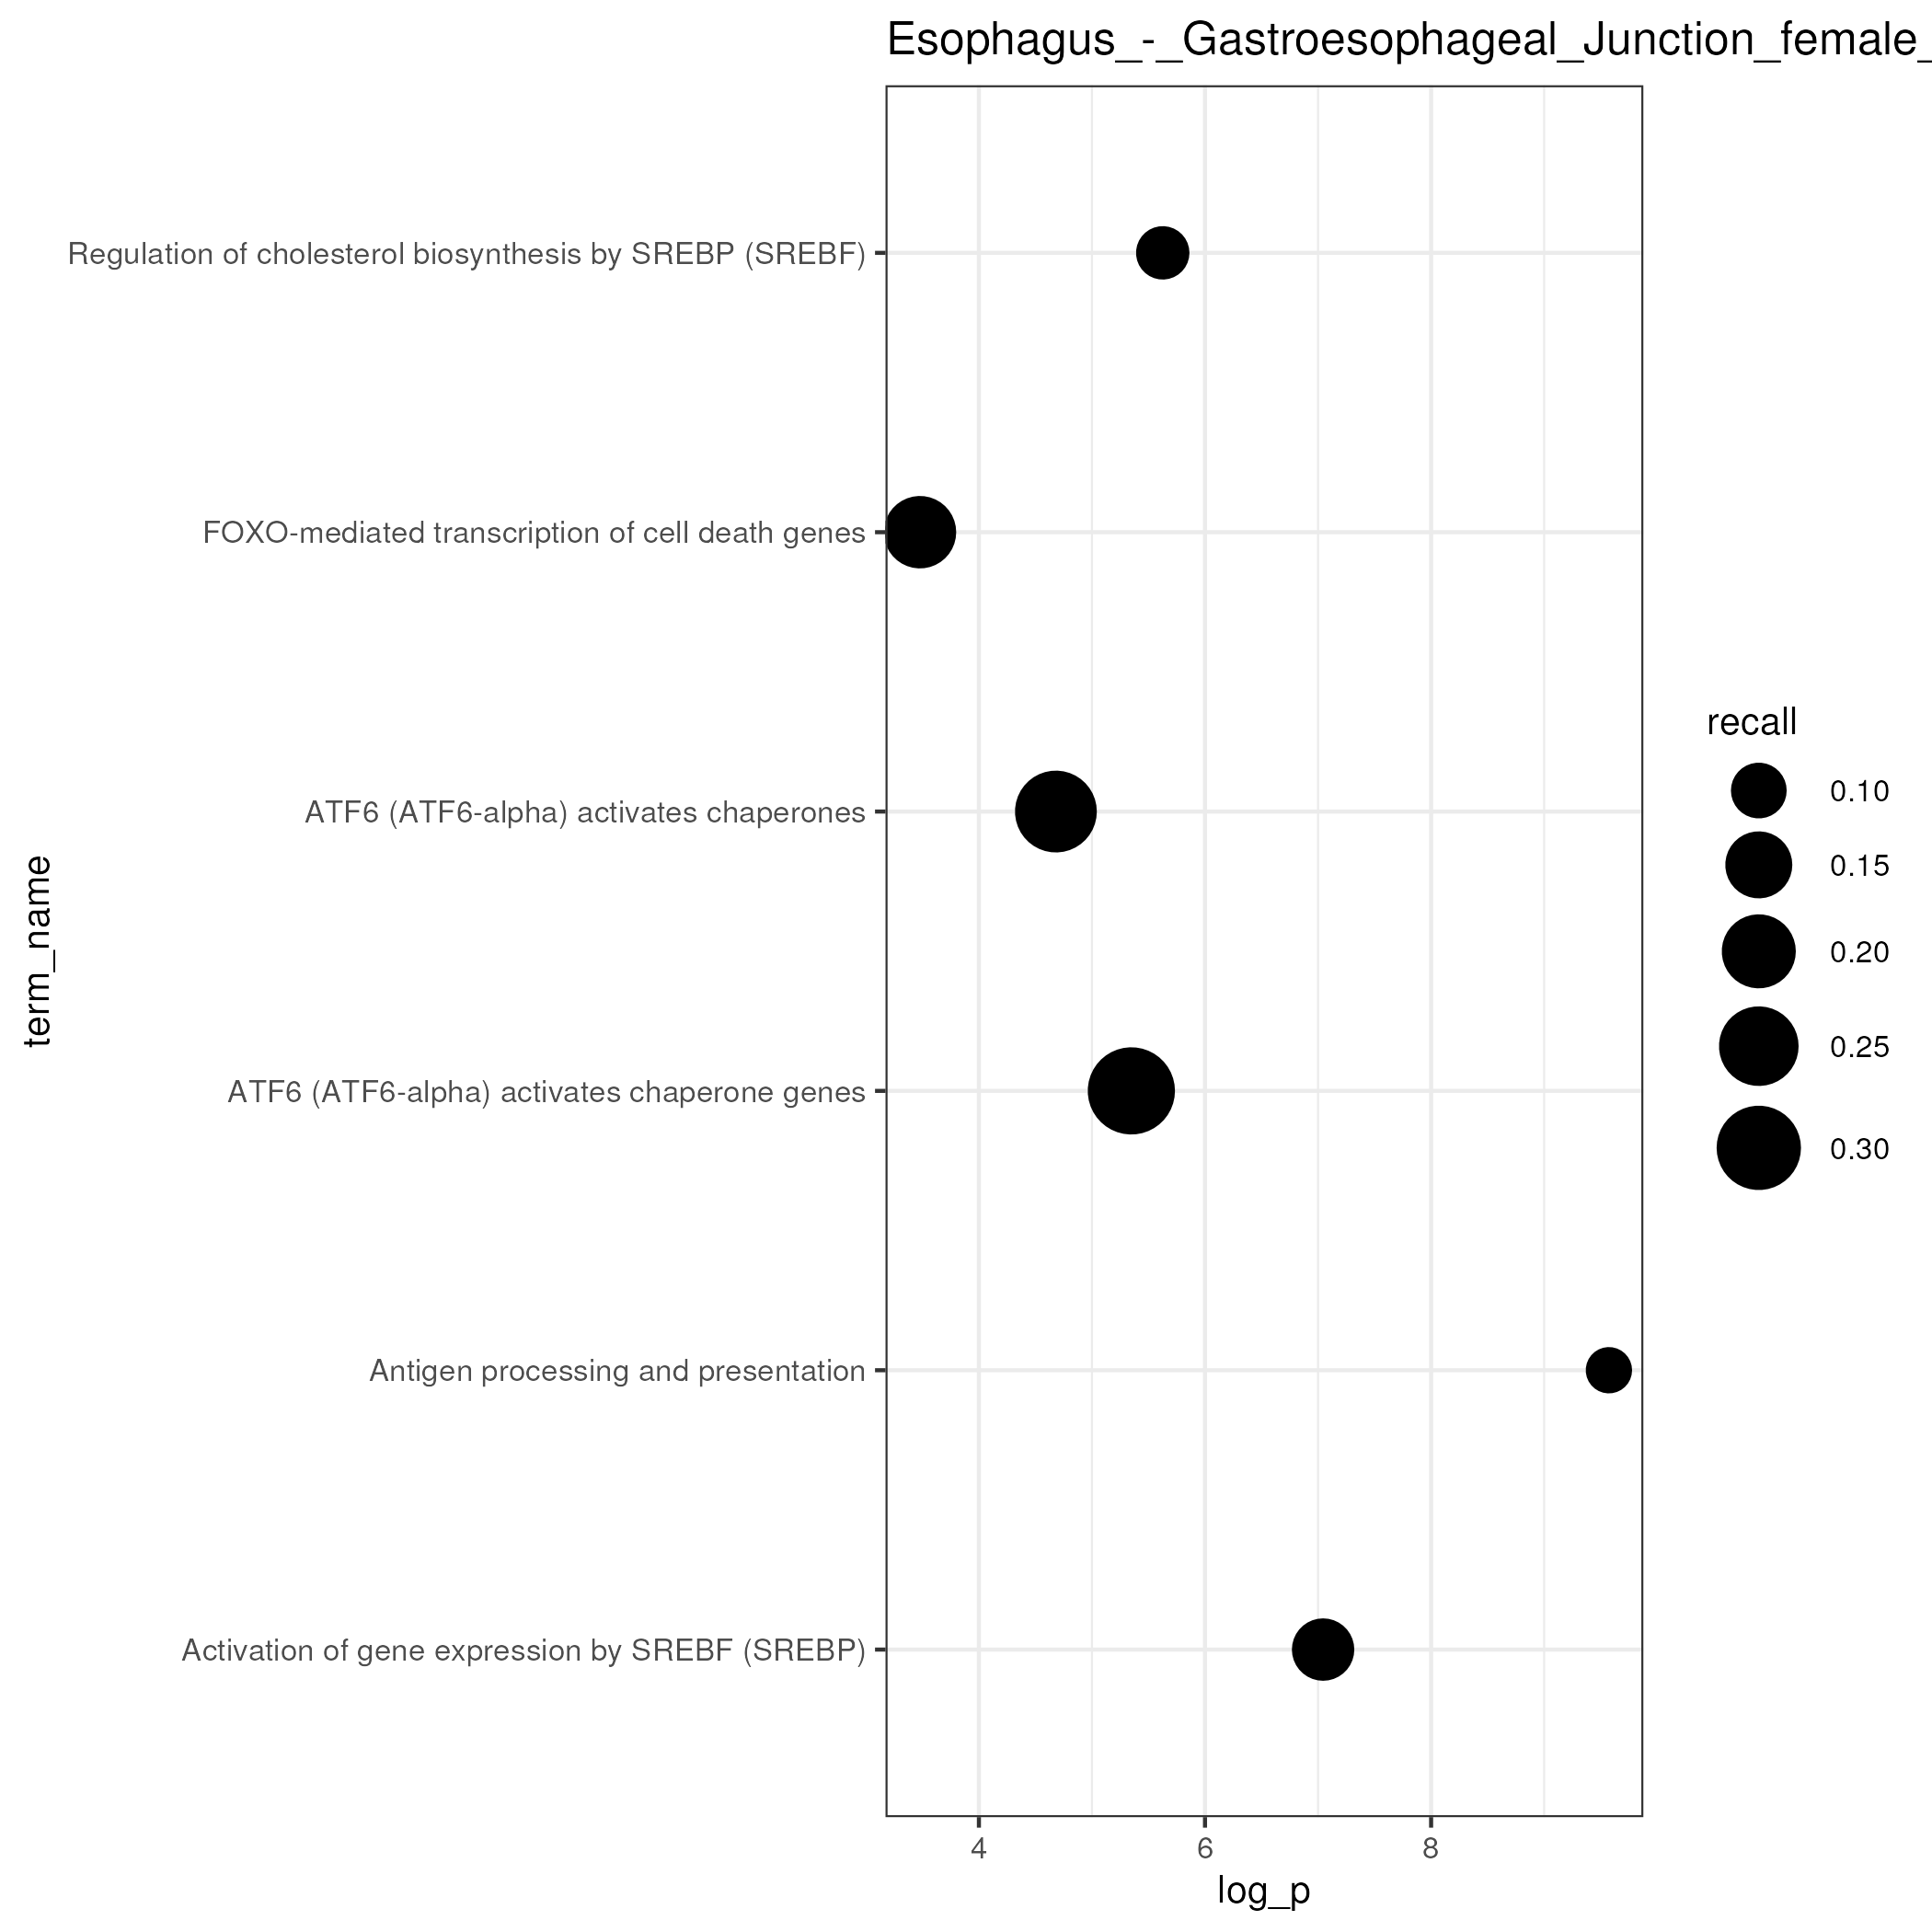 Esophagus_-_Gastroesophageal_Junction_female_
Regulation of cholesterol biosynthesis by SREBP (SREBF)
FOXO-mediated transcription of cell death genes
ATF6 (ATF6-alpha) activates chaperones
ATF6 (ATF6-alpha) activates chaperone genes
Antigen processing and presentation
Activation of gene expression by SREBF (SREBP)
term_name
4
6
8
log_p
recall
0.10
0.15
0.20
0.25
0.30